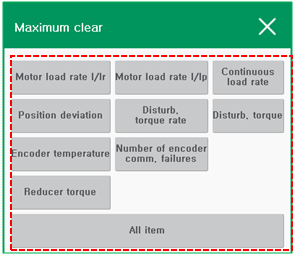 Maximum clear
Motor load rate I/Ir
Motor load rate I/Ip
Continuous
load rate
Position deviation
Disturb.
torque rate
Disturb. torque
Encoder temperature
Number of encoder
comm. failures
Reducer torque
All item